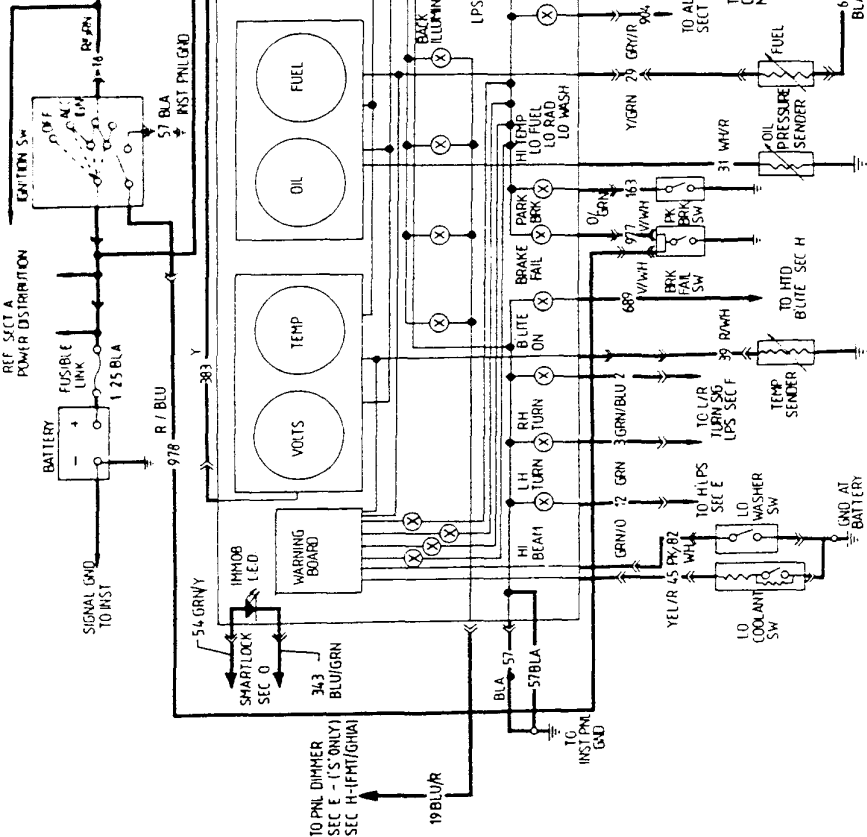 REF SECT A
POWER DISTRIBUTION
FUSIBLE
LINK
1.25 BLA
BATTERY
+
-
SIGNAL GND
TO INST
IGNITION SW
OFF
ACC
R/GRN
16
57 BLA
INST PNL GND
R / BLU
978
383 Y
FUEL
OIL
TEMP
VOLTS
WARNING
BOARD
IMMOB
L.E.D.
54 GRN/Y
SMARTLOCK
SEC O
343
BLU/GRN
TO PNL DIMMER
SEC E - ('S' ONLY)
SEC H-(FMT/GHIA)
19 BLU/R
BACK
ILLUMIN
LPS
HI TEMP
LO FUEL
LO RAD
LO WASH
PARK
BRK
BRAKE
FAIL
B'LITE
ON
RH
TURN
LH
TURN
HI
BEAM
BLA
57
57BLA
TO
INST PNL
GND
904
GRY/R
TO AL
SECT
29
Y/GRN
FUEL
6
BLA
31 WH/R
OIL
PRESSURE
SENDER
O/
GRN
163
PK
BRK
SW
977
V/WH
BRK
FAIL
SW
689
V/WH
TO HTD
B'LITE SEC H
39 R/WH
TEMP
SENDER
GRN/BLU 2
3 GRN/BLU
TO L/R
TURN SIG
LPS SEC F
12 GRN
TO H'LPS
SEC E
GRN/O
PK/82
WH
LO
WASHER
SW
YEL/R 45
LO
COOLANT
SW
GND AT
BATTERY